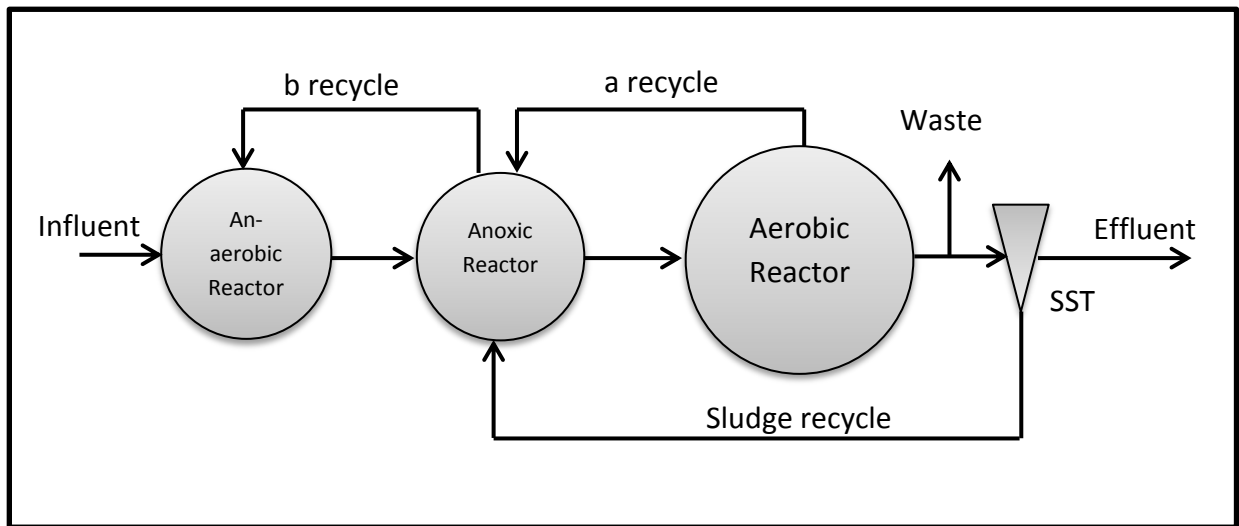 b recycle
a recycle
Waste
Influent
An-
aerobic
Reactor
Anoxic
Reactor
Aerobic
Reactor
Effluent
SST
Sludge recycle